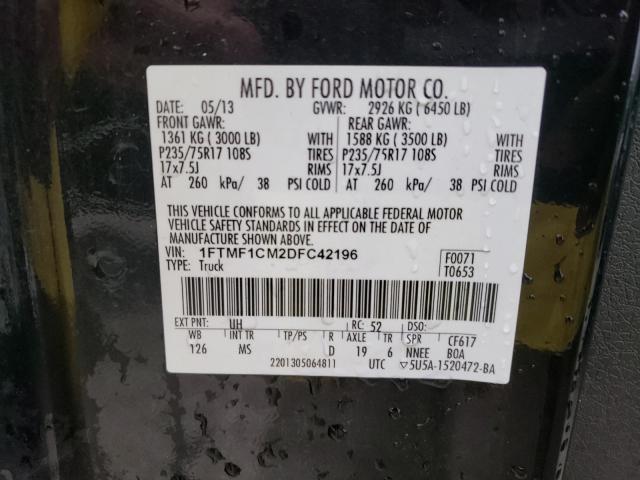 MFD. BY FORD MOTOR CO.
DATE: 05/13 GVWR: 2926 KG ( 6450 LB)
FRONT GAWR: REAR GAWR:
1361 KG ( 3000 LB) WITH 1588 KG ( 3500 LB) WITH
P235/75R17 108S TIRES P235/75R17 108S TIRES
17x7.5J RIMS 17x7.5J RIMS
AT 260 kPa/ 38 PSI COLD AT 260 kPa/ 38 PSI COLD
THIS VEHICLE CONFORMS TO ALL APPLICABLE FEDERAL MOTOR
VEHICLE SAFETY STANDARDS IN EFFECT ON THE DATE OF
MANUFACTURE SHOWN ABOVE.
VIN: 1FTMF1CM2DFC42196 F0071
TYPE: Truck T0653
EXT PNT: UH RC: 52 DSO:
WB INT TR TP/PS R AXLE TR SPR CF617
126 MS D 19 6 NNEE BOA
2201305064811 UTC ▽5U5A-1520472-BA